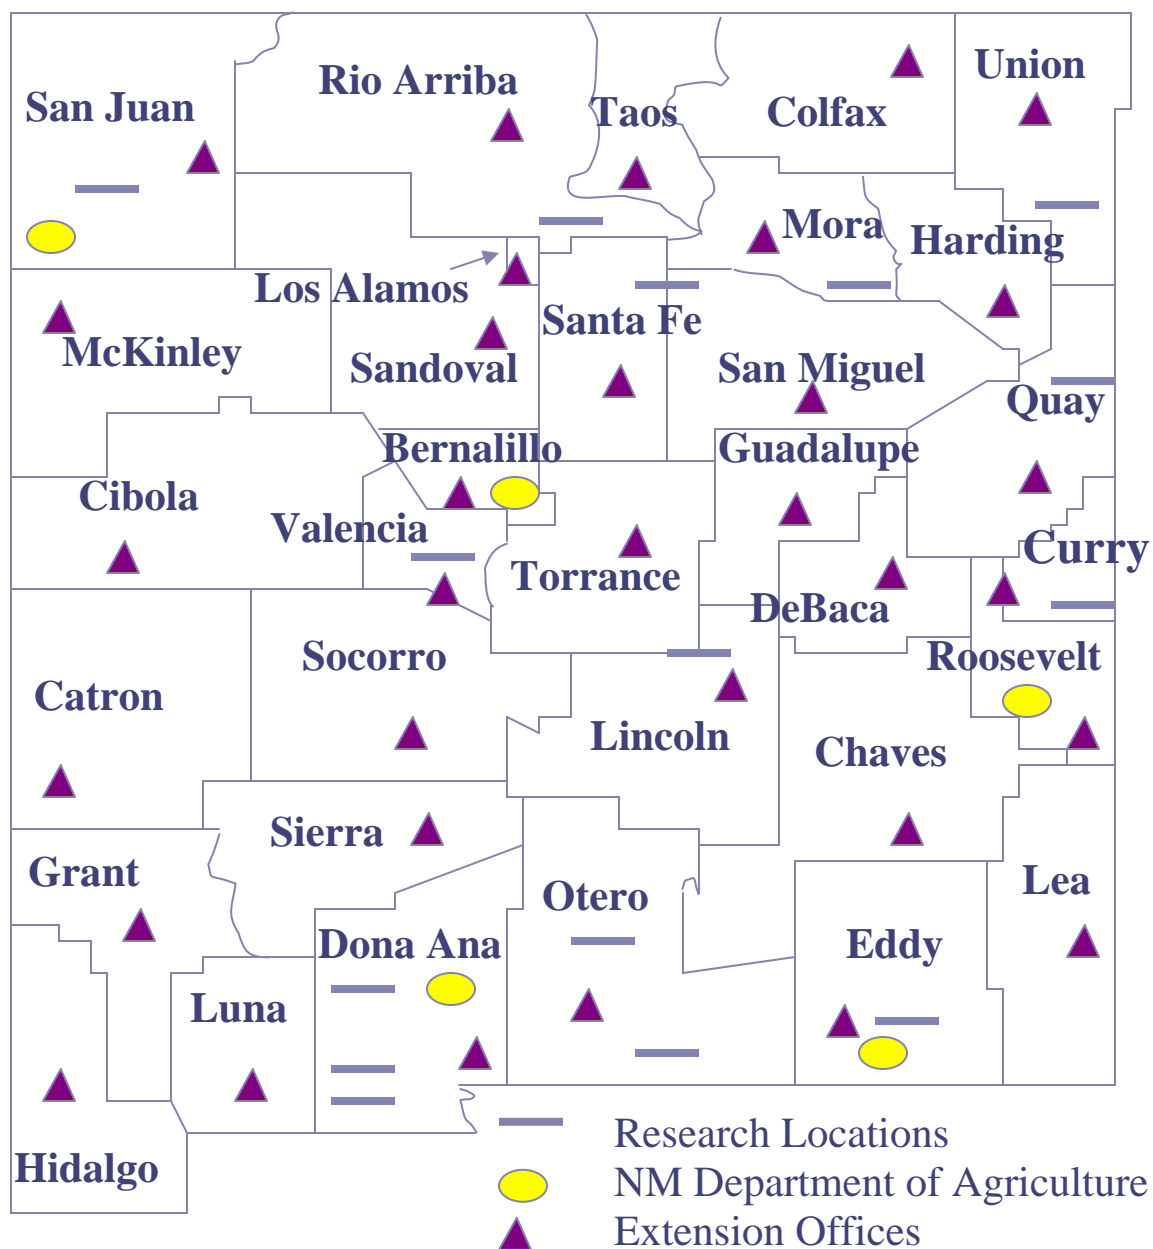 Union
Rio Arriba
San Juan
Taos
Colfax
Mora
Harding
Los Alamos
Santa Fe
McKinley
Sandoval
San Miguel
Quay
Bernalillo
Guadalupe
Cibola
Valencia
Curry
Torrance
DeBaca
Socorro
Roosevelt
Catron
Lincoln
Chaves
Sierra
Grant
Lea
Otero
Dona Ana
Eddy
Luna
Hidalgo
Research Locations
NM Department of Agriculture
Extension Offices